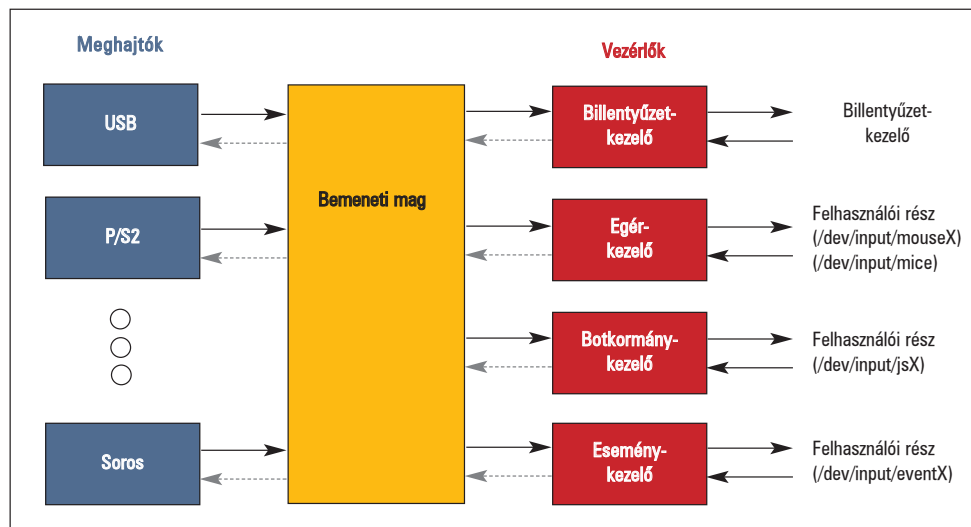 Meghajtók
Vezérlők
USB
P/S2
Soros
Bemeneti mag
Billentyűzet-
kezelő
Egér-
kezelő
Botkormány-
kezelő
Esemény-
kezelő
Billentyűzet-
kezelő
Felhasználói rész
(/dev/input/mouseX)
(/dev/input/mice)
Felhasználói rész
(/dev/input/jsX)
Felhasználói rész
(/dev/input/eventX)